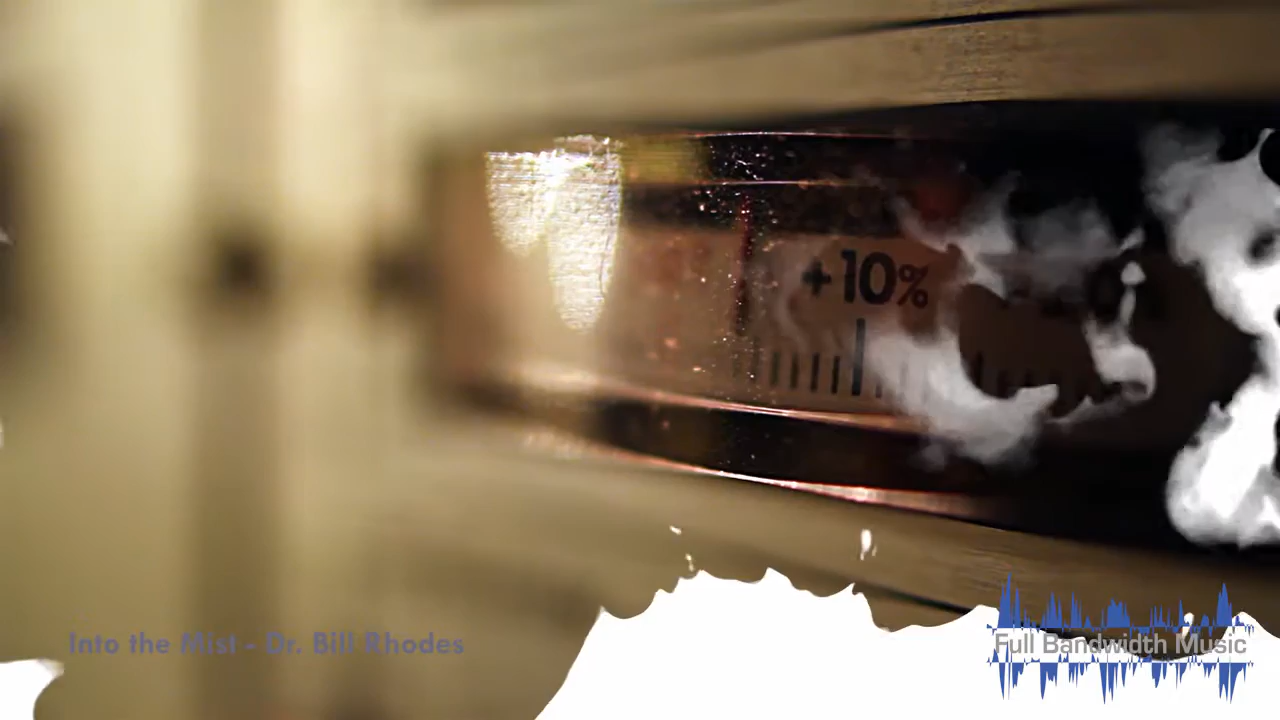 +10%
Into the Mist - Dr. Bill Rhodes
Full Bandwidth Music